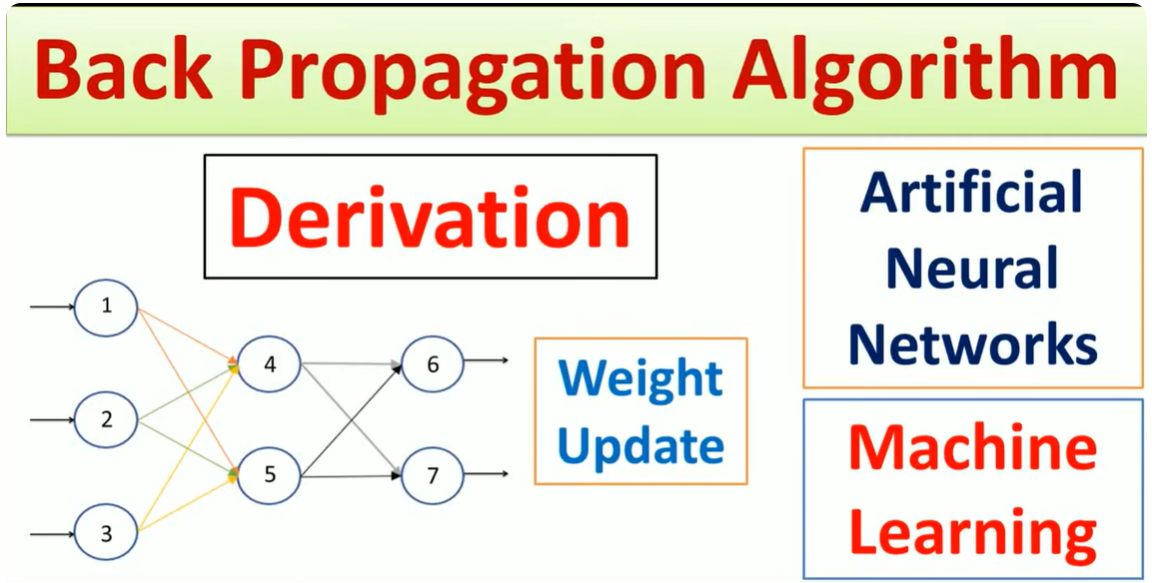 Back Propagation Algorithm
Derivation
Artificial
Neural
Networks
1
2
3
4
5
6
7
Weight
Update
Machine
Learning